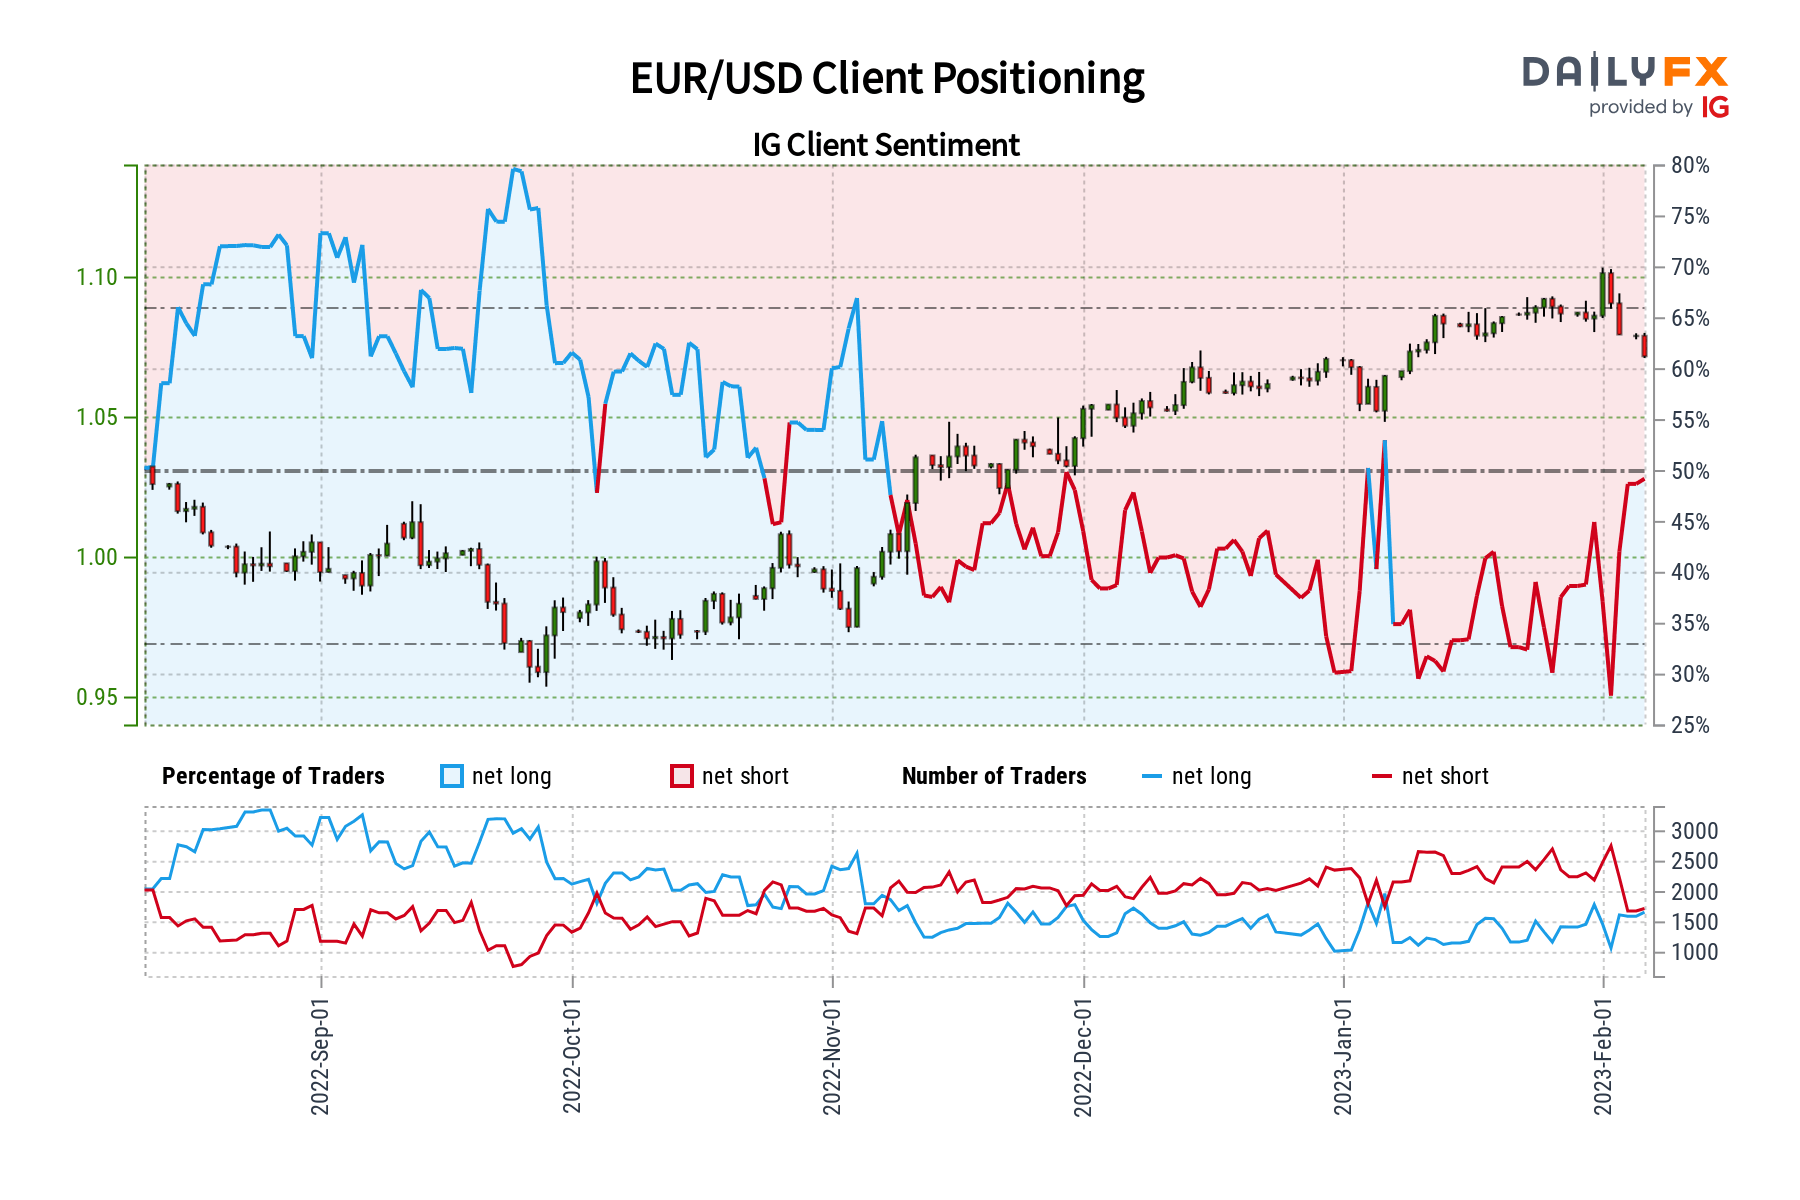 EUR/USD Client Positioning
DAILYFX
provided by IG
IG Client Sentiment
80%
75%
70%
65%
60%
55%
50%
45%
40%
35%
30%
25%
1.10
1.05
1.00
0.95
Percentage of Traders net long net short Number of Traders net long net short
3000
2500
2000
1500
1000
2022-Sep-01
2022-Oct-01
2022-Nov-01
2022-Dec-01
2023-Jan-01
2023-Feb-01